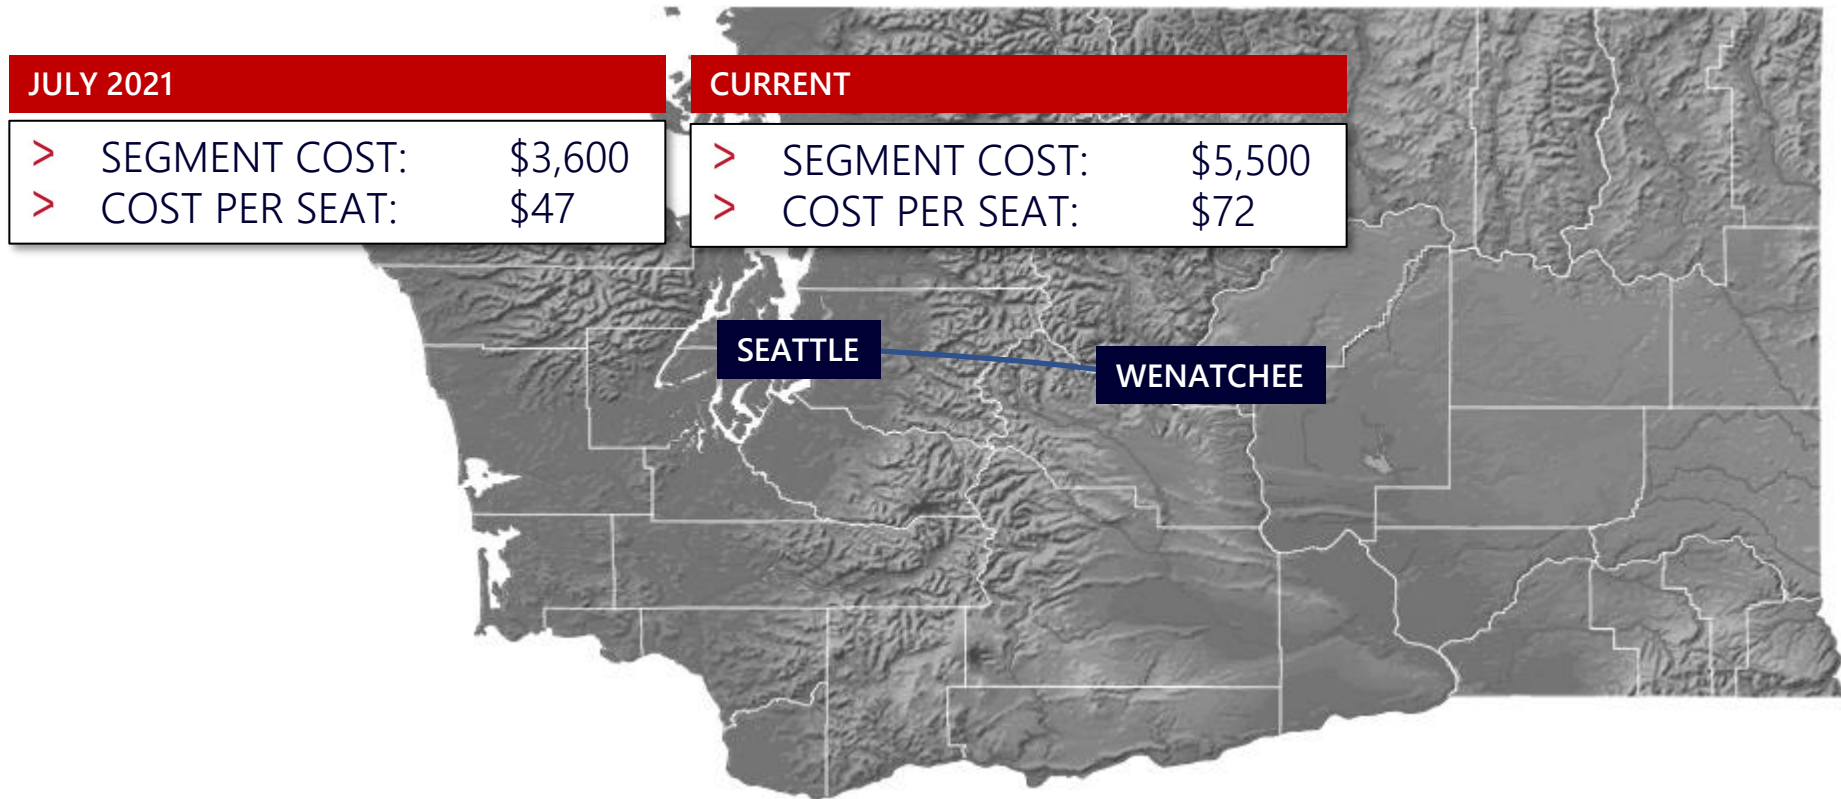 JULY 2021
> SEGMENT COST: $3,600
> COST PER SEAT: $47
CURRENT
> SEGMENT COST: $5,500
> COST PER SEAT: $72
SEATTLE
WENATCHEE